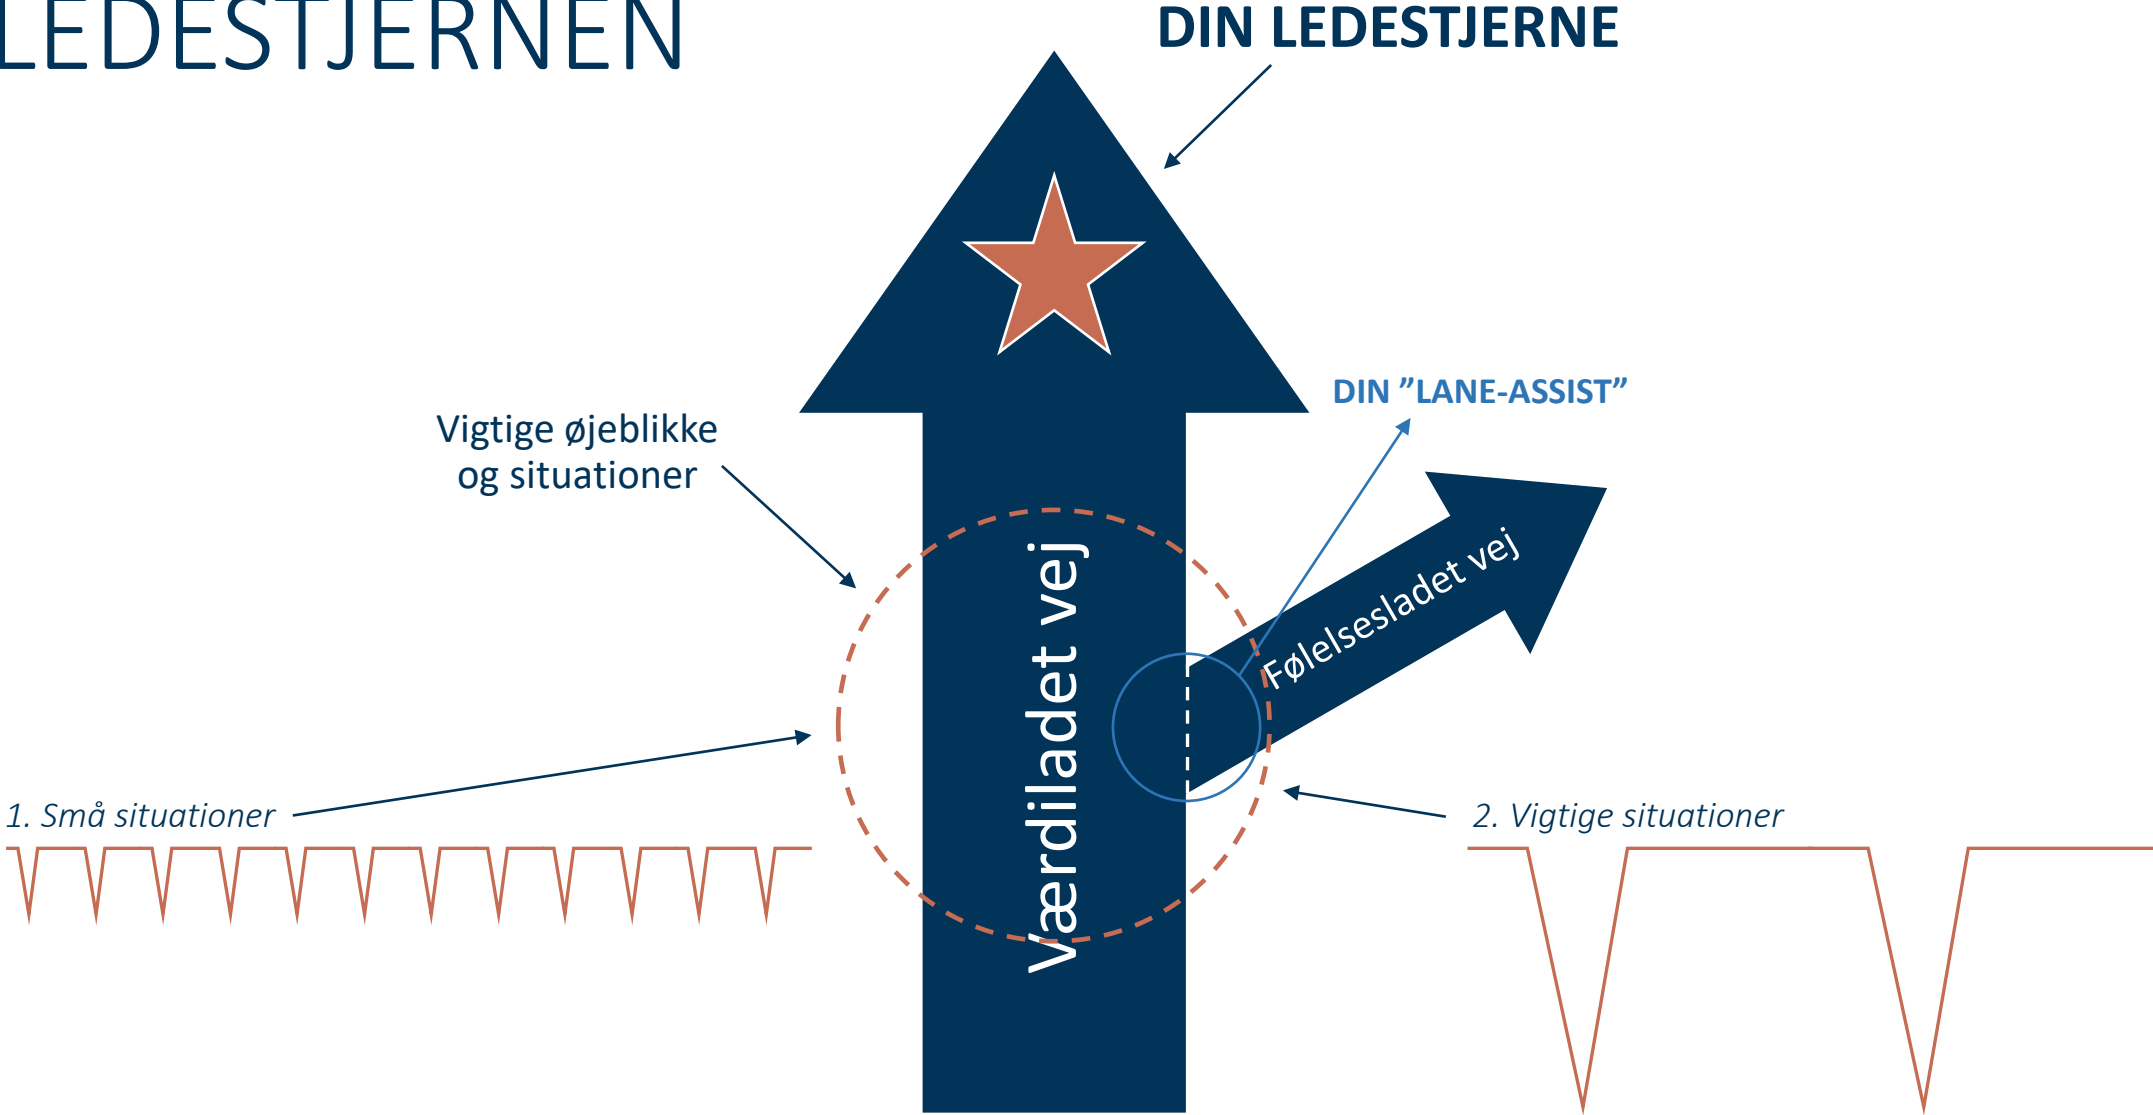 LEDESTJERNEN
DIN LEDESTJERNE
DIN ”LANE-ASSIST”
Vigtige øjeblikke
og situationer
Værdiladet vej
Følelsesladet vej
1. Små situationer
2. Vigtige situationer